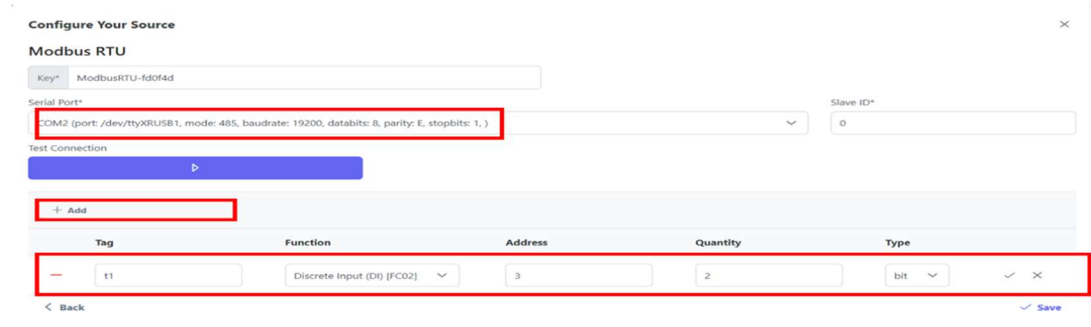 Configure Your Source
Modbus RTU
Key* ModbusRTU-fd0f4d
Serial Port* Slave ID*
COM2 (port: /dev/ttyXRUSB1, mode: 485, baudrate: 19200, databits: 8, parity: E, stopbits: 1, ) 0
Test Connection
+ Add
Tag Function Address Quantity Type
t1 Discrete Input (DI) [FC02] 3 2 bit
< Back Save